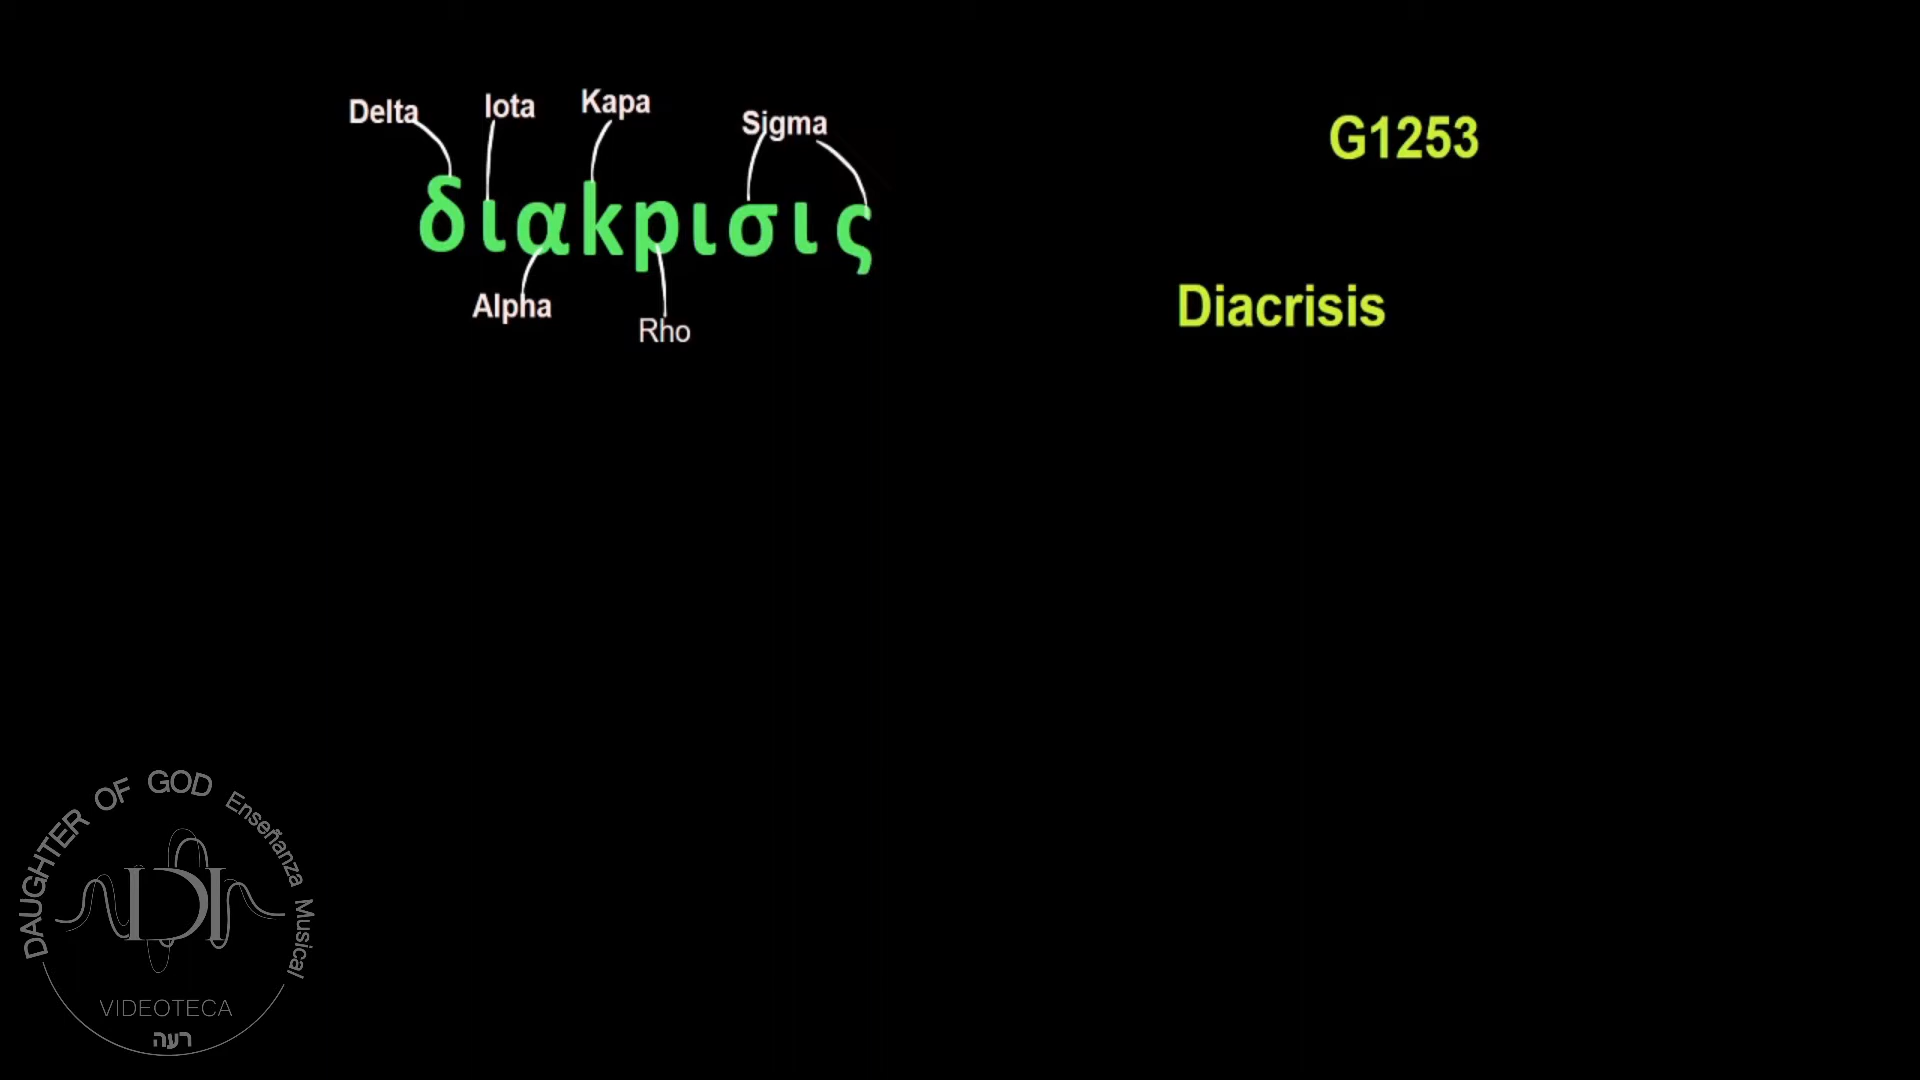 Delta Iota Kapa Sigma
διακρισις
Alpha Rho
G1253
Diacrisis
DAUGHTER OF GOD Enseñanza Musical
VIDEOTECA
רעה